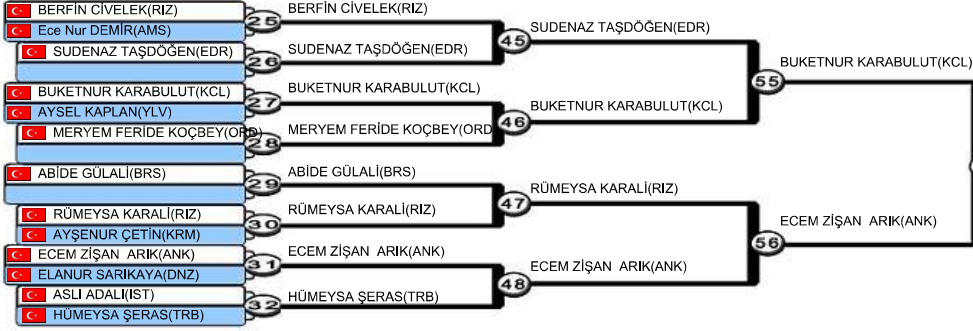 BERFİN CİVELEK(RIZ)
Ece Nur DEMİR(AMS)
25
BERFİN CİVELEK(RIZ)
SUDENAZ TAŞDÖĞEN(EDR)
26
SUDENAZ TAŞDÖĞEN(EDR)
45
SUDENAZ TAŞDÖĞEN(EDR)
BUKETNUR KARABULUT(KCL)
AYSEL KAPLAN(YLV)
27
BUKETNUR KARABULUT(KCL)
MERYEM FERİDE KOÇBEY(ORD)
28
MERYEM FERİDE KOÇBEY(ORD
46
BUKETNUR KARABULUT(KCL)
55
BUKETNUR KARABULUT(KCL)
ABİDE GÜLALİ(BRS)
29
ABİDE GÜLALİ(BRS)
RÜMEYSA KARALİ(RIZ)
AYŞENUR ÇETİN(KRM)
30
RÜMEYSA KARALİ(RIZ)
47
RÜMEYSA KARALİ(RIZ)
ECEM ZİŞAN ARIK(ANK)
ELANUR SARIKAYA(DNZ)
31
ECEM ZİŞAN ARIK(ANK)
ASLI ADALI(İST)
HÜMEYSA ŞERAS(TRB)
32
HÜMEYSA ŞERAS(TRB)
48
ECEM ZİŞAN ARIK(ANK)
56
ECEM ZİŞAN ARIK(ANK)